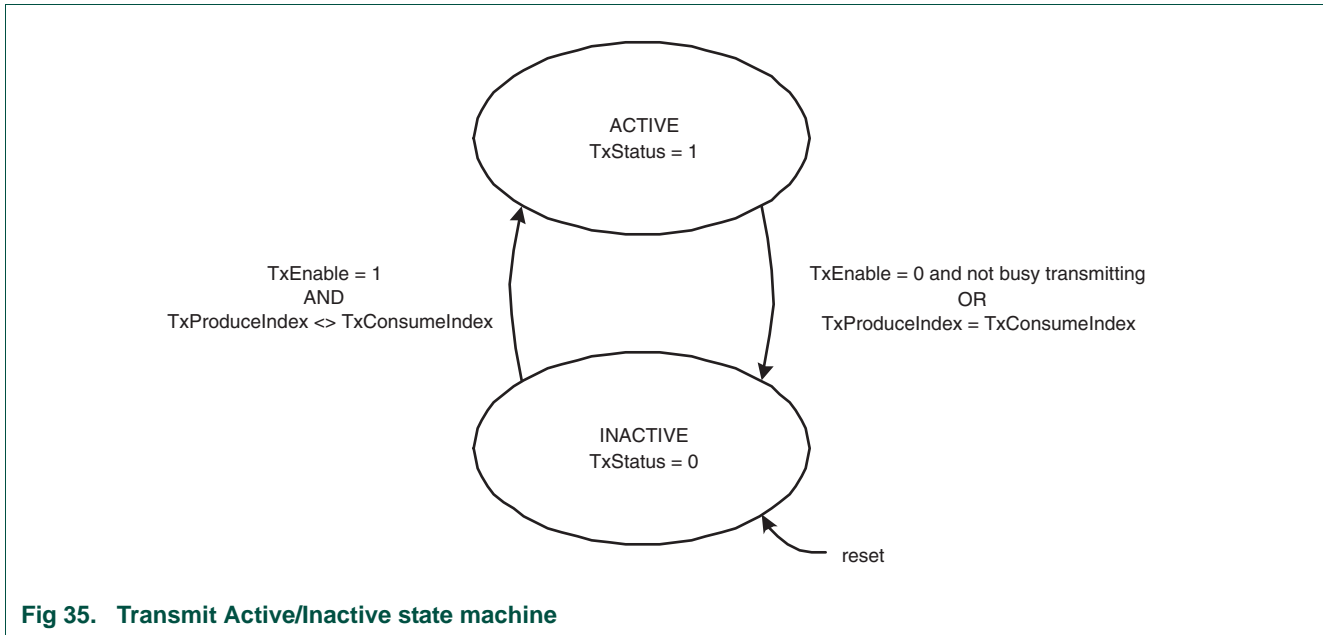 ACTIVE
TxStatus = 1
TxEnable = 1
AND
TxProduceIndex <> TxConsumeIndex
TxEnable = 0 and not busy transmitting
OR
TxProduceIndex = TxConsumeIndex
INACTIVE
TxStatus = 0
reset
Fig 35. Transmit Active/Inactive state machine